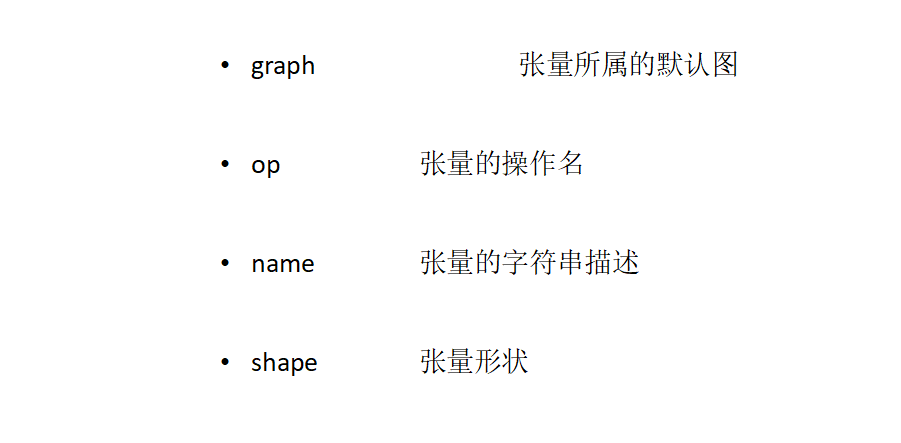 • graph 张量所属的默认图
• op 张量的操作名
• name 张量的字符串描述
• shape 张量形状